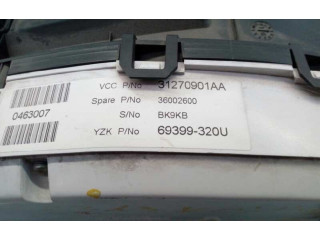 VCC P/No 31270901AA
Spare P/No 36002600
0463007
S/No BK9KB
YZK P/No 69399-320U